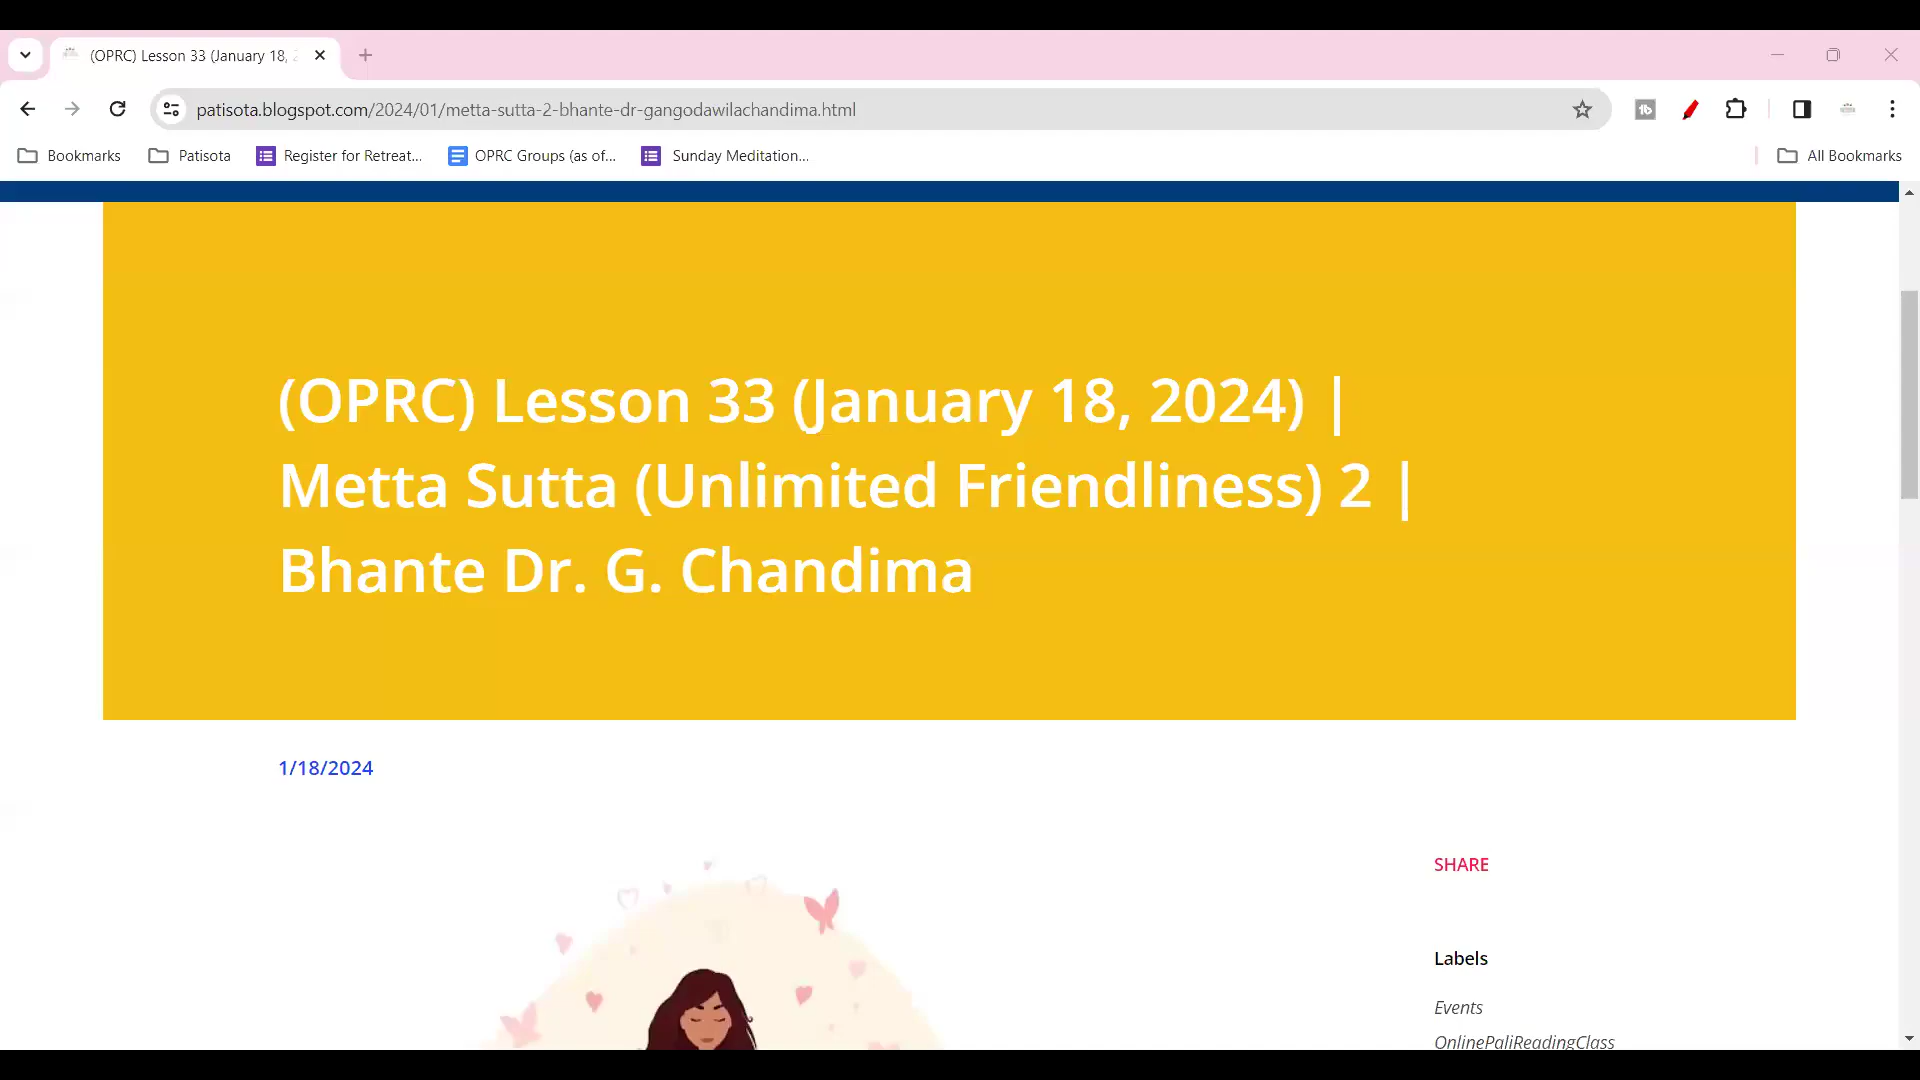 (OPRC) Lesson 33 (January 18, 2
patisota.blogspot.com/2024/01/metta-sutta-2-bhante-dr-gangodawilachandima.html
Bookmarks Patisota Register for Retreat... OPRC Groups (as of... Sunday Meditation... All Bookmarks
(OPRC) Lesson 33 (January 18, 2024) |
Metta Sutta (Unlimited Friendliness) 2 |
Bhante Dr. G. Chandima
1/18/2024
SHARE
Labels
Events
OnlinePaliReadingClass